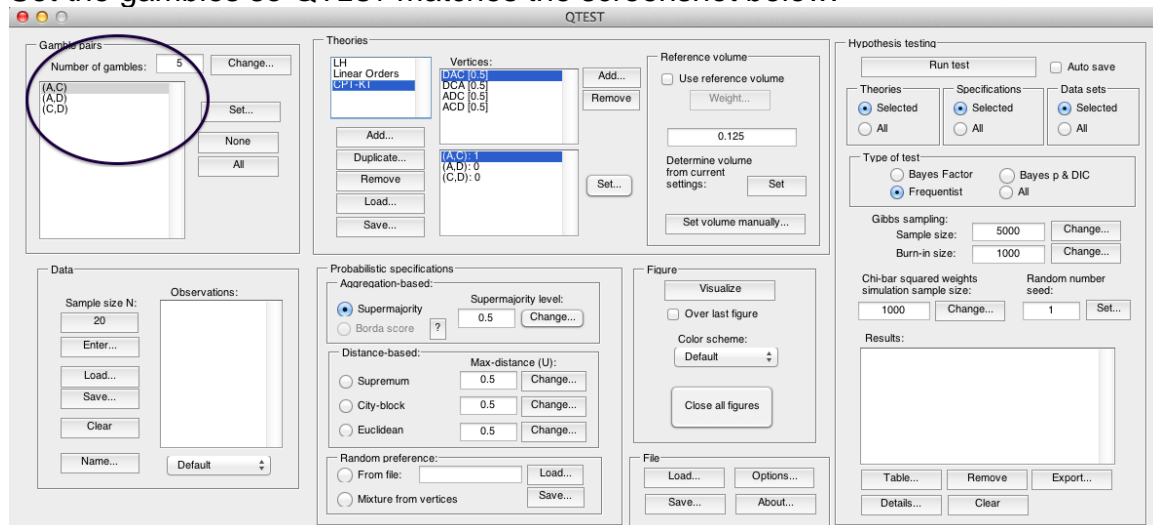 Set the gambles so QTEST matches the screenshot below.
QTEST
Gamble pairs
Number of gambles: 5 Change...
(A,C)
(A,D)
(C,D)
Set...
None
All
Theories
LH
Linear Orders
CPT-KT
Add...
Duplicate...
Remove
Load...
Save...
Vertices:
DAC [0.5]
DCA [0.5]
ADC [0.5]
ACD [0.5]
Add...
Remove
(A,C): 1
(A,D): 0
(C,D): 0
Set...
Reference volume
Use reference volume
Weight...
0.125
Determine volume
from current
settings: Set
Set volume manually...
Hypothesis testing
Run test Auto save
Theories
Selected
All
Specifications
Selected
All
Data sets
Selected
All
Type of test
Bayes Factor Bayes p & DIC
Frequentist All
Gibbs sampling:
Sample size: 5000 Change...
Burn-in size: 1000 Change...
Chi-bar squared weights
simulation sample size:
1000 Change...
Random number
seed:
1 Set...
Results:
Table... Remove Export...
Details... Clear
Data
Sample size N:
20
Enter...
Load...
Save...
Clear
Name...
Observations:
Default
Probabilistic specifications
Aggregation-based:
Supermajority
Borda score ?
Supermajority level:
0.5 Change...
Distance-based:
Max-distance (U):
Supremum 0.5 Change...
City-block 0.5 Change...
Euclidean 0.5 Change...
Random preference:
From file: Load...
Mixture from vertices Save...
Figure
Visualize
Over last figure
Color scheme:
Default
Close all figures
File
Load... Options...
Save... About...